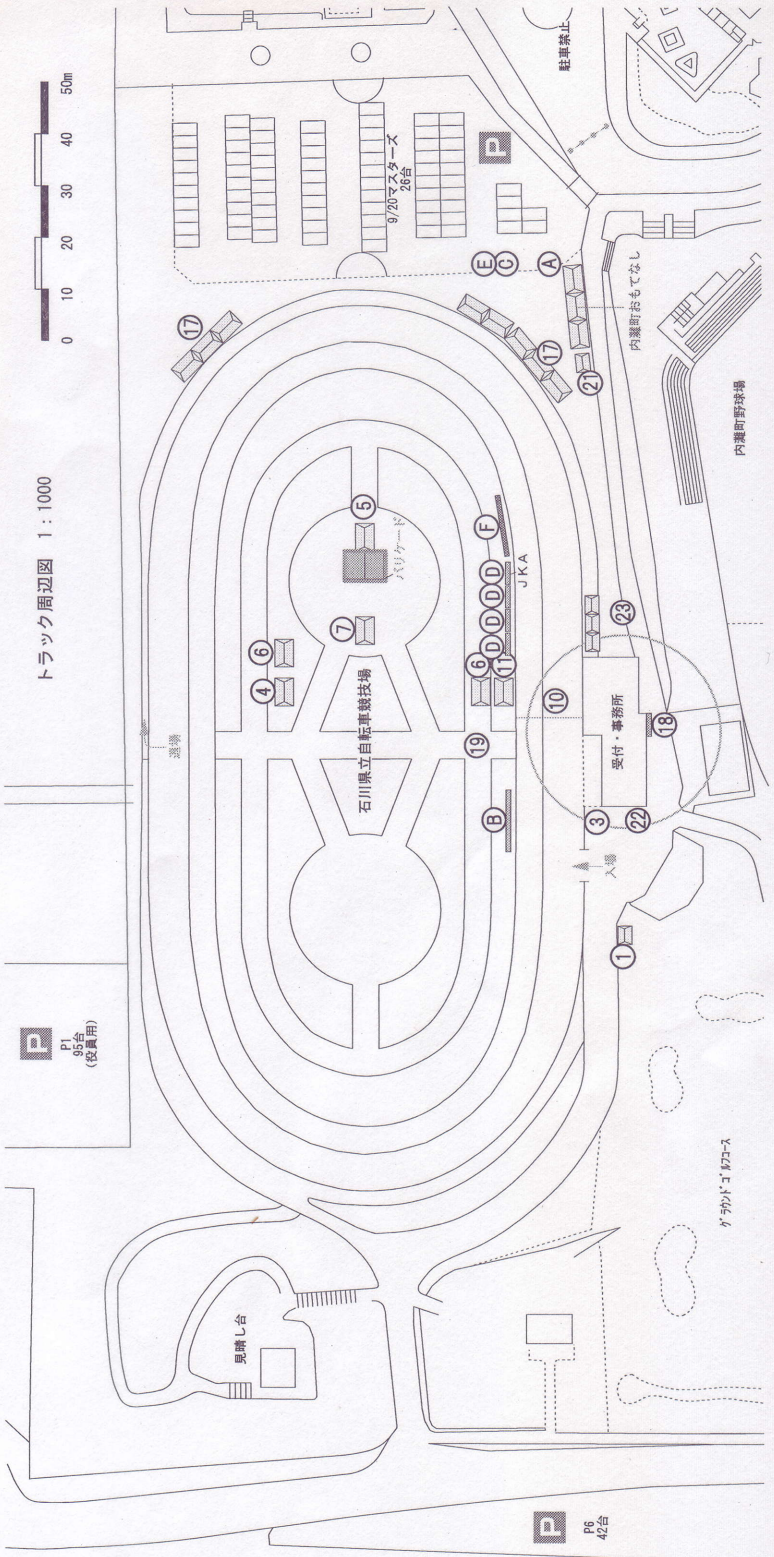 トラック周辺図 1：1000
0 10 20 30 40 50m
P
P1
95台
(役員用)
退場
⑰
9/20マスターズ
26台
P
駐車禁止
見晴し台
④
⑥
⑦
⑤
バリケード
石川県立自転車競技場
Ⓔ
Ⓒ
Ⓐ
⑰
㉑
内灘町おもてなし
Ⓑ
⑲
⑥
⑪
Ⓓ Ⓓ Ⓓ Ⓓ
Ⓕ
JKA
⑩
入場
①
③
㉒
受付・事務所
⑱
㉓
内灘町野球場
グラウンドゴルフコース
P
P6
42台